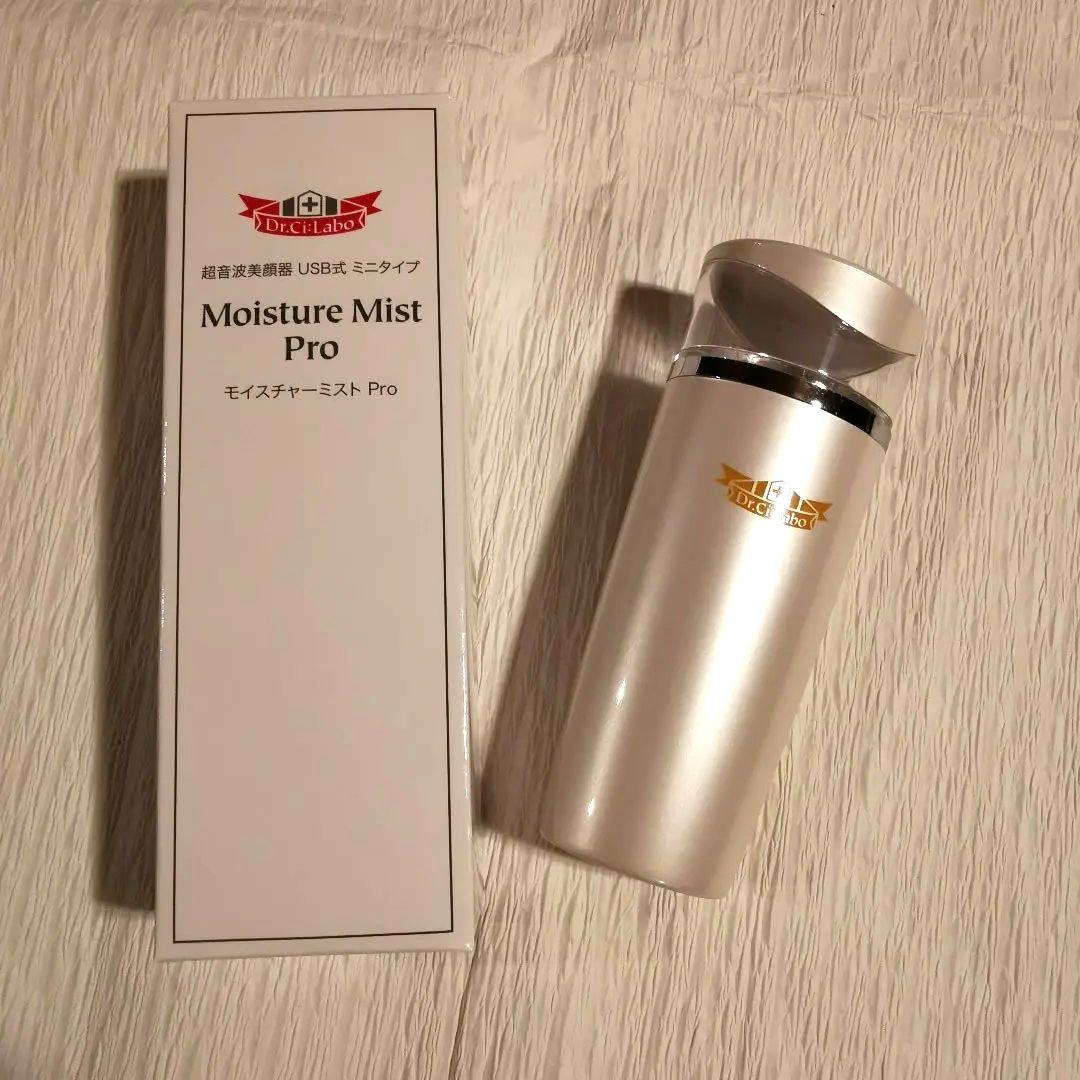 Dr.Ci:Labo
超音波美顔器 USB式 ミニタイプ
Moisture Mist
Pro
モイスチャーミスト Pro
Dr.Ci:Labo